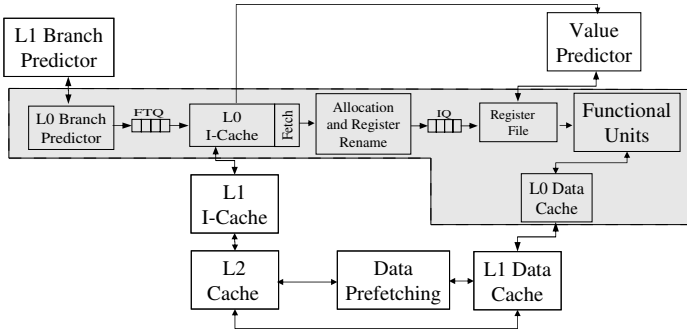 L1 Branch
Predictor
Value
Predictor
L0 Branch
Predictor
FTQ
L0
I-Cache
Fetch
Allocation
and Register
Rename
IQ
Register
File
Functional
Units
L0 Data
Cache
L1
I-Cache
L2
Cache
Data
Prefetching
L1 Data
Cache